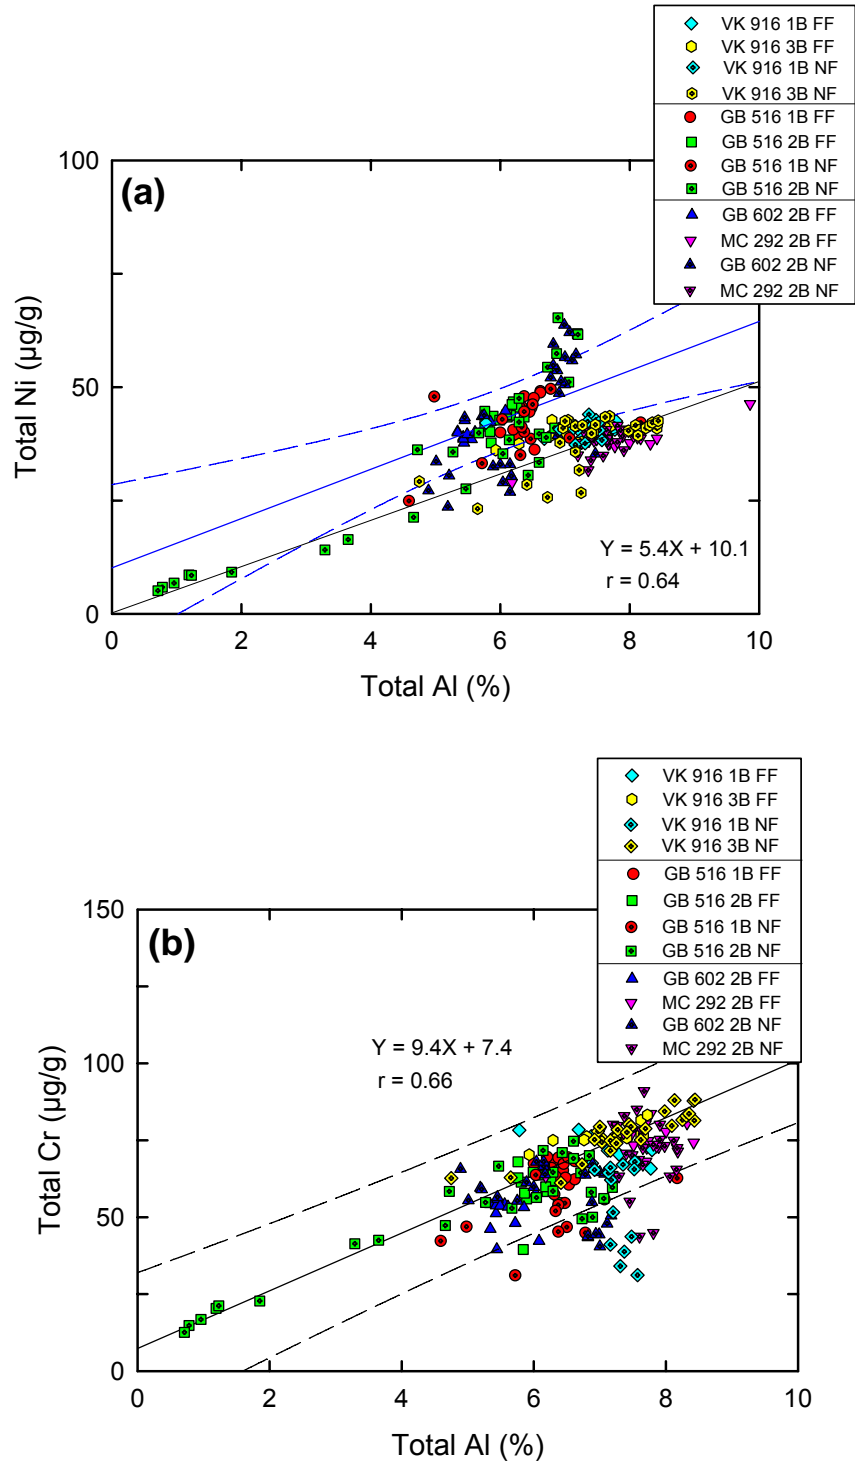 VK 916 1B FF
VK 916 3B FF
VK 916 1B NF
VK 916 3B NF
GB 516 1B FF
GB 516 2B FF
GB 516 1B NF
GB 516 2B NF
GB 602 2B FF
MC 292 2B FF
GB 602 2B NF
MC 292 2B NF
(a)
100
50
0
Total Ni (µg/g)
Y = 5.4X + 10.1
r = 0.64
0 2 4 6 8 10
Total Al (%)
VK 916 1B FF
VK 916 3B FF
VK 916 1B NF
VK 916 3B NF
GB 516 1B FF
GB 516 2B FF
GB 516 1B NF
GB 516 2B NF
GB 602 2B FF
MC 292 2B FF
GB 602 2B NF
MC 292 2B NF
(b)
150
100
50
0
Total Cr (µg/g)
Y = 9.4X + 7.4
r = 0.66
0 2 4 6 8 10
Total Al (%)